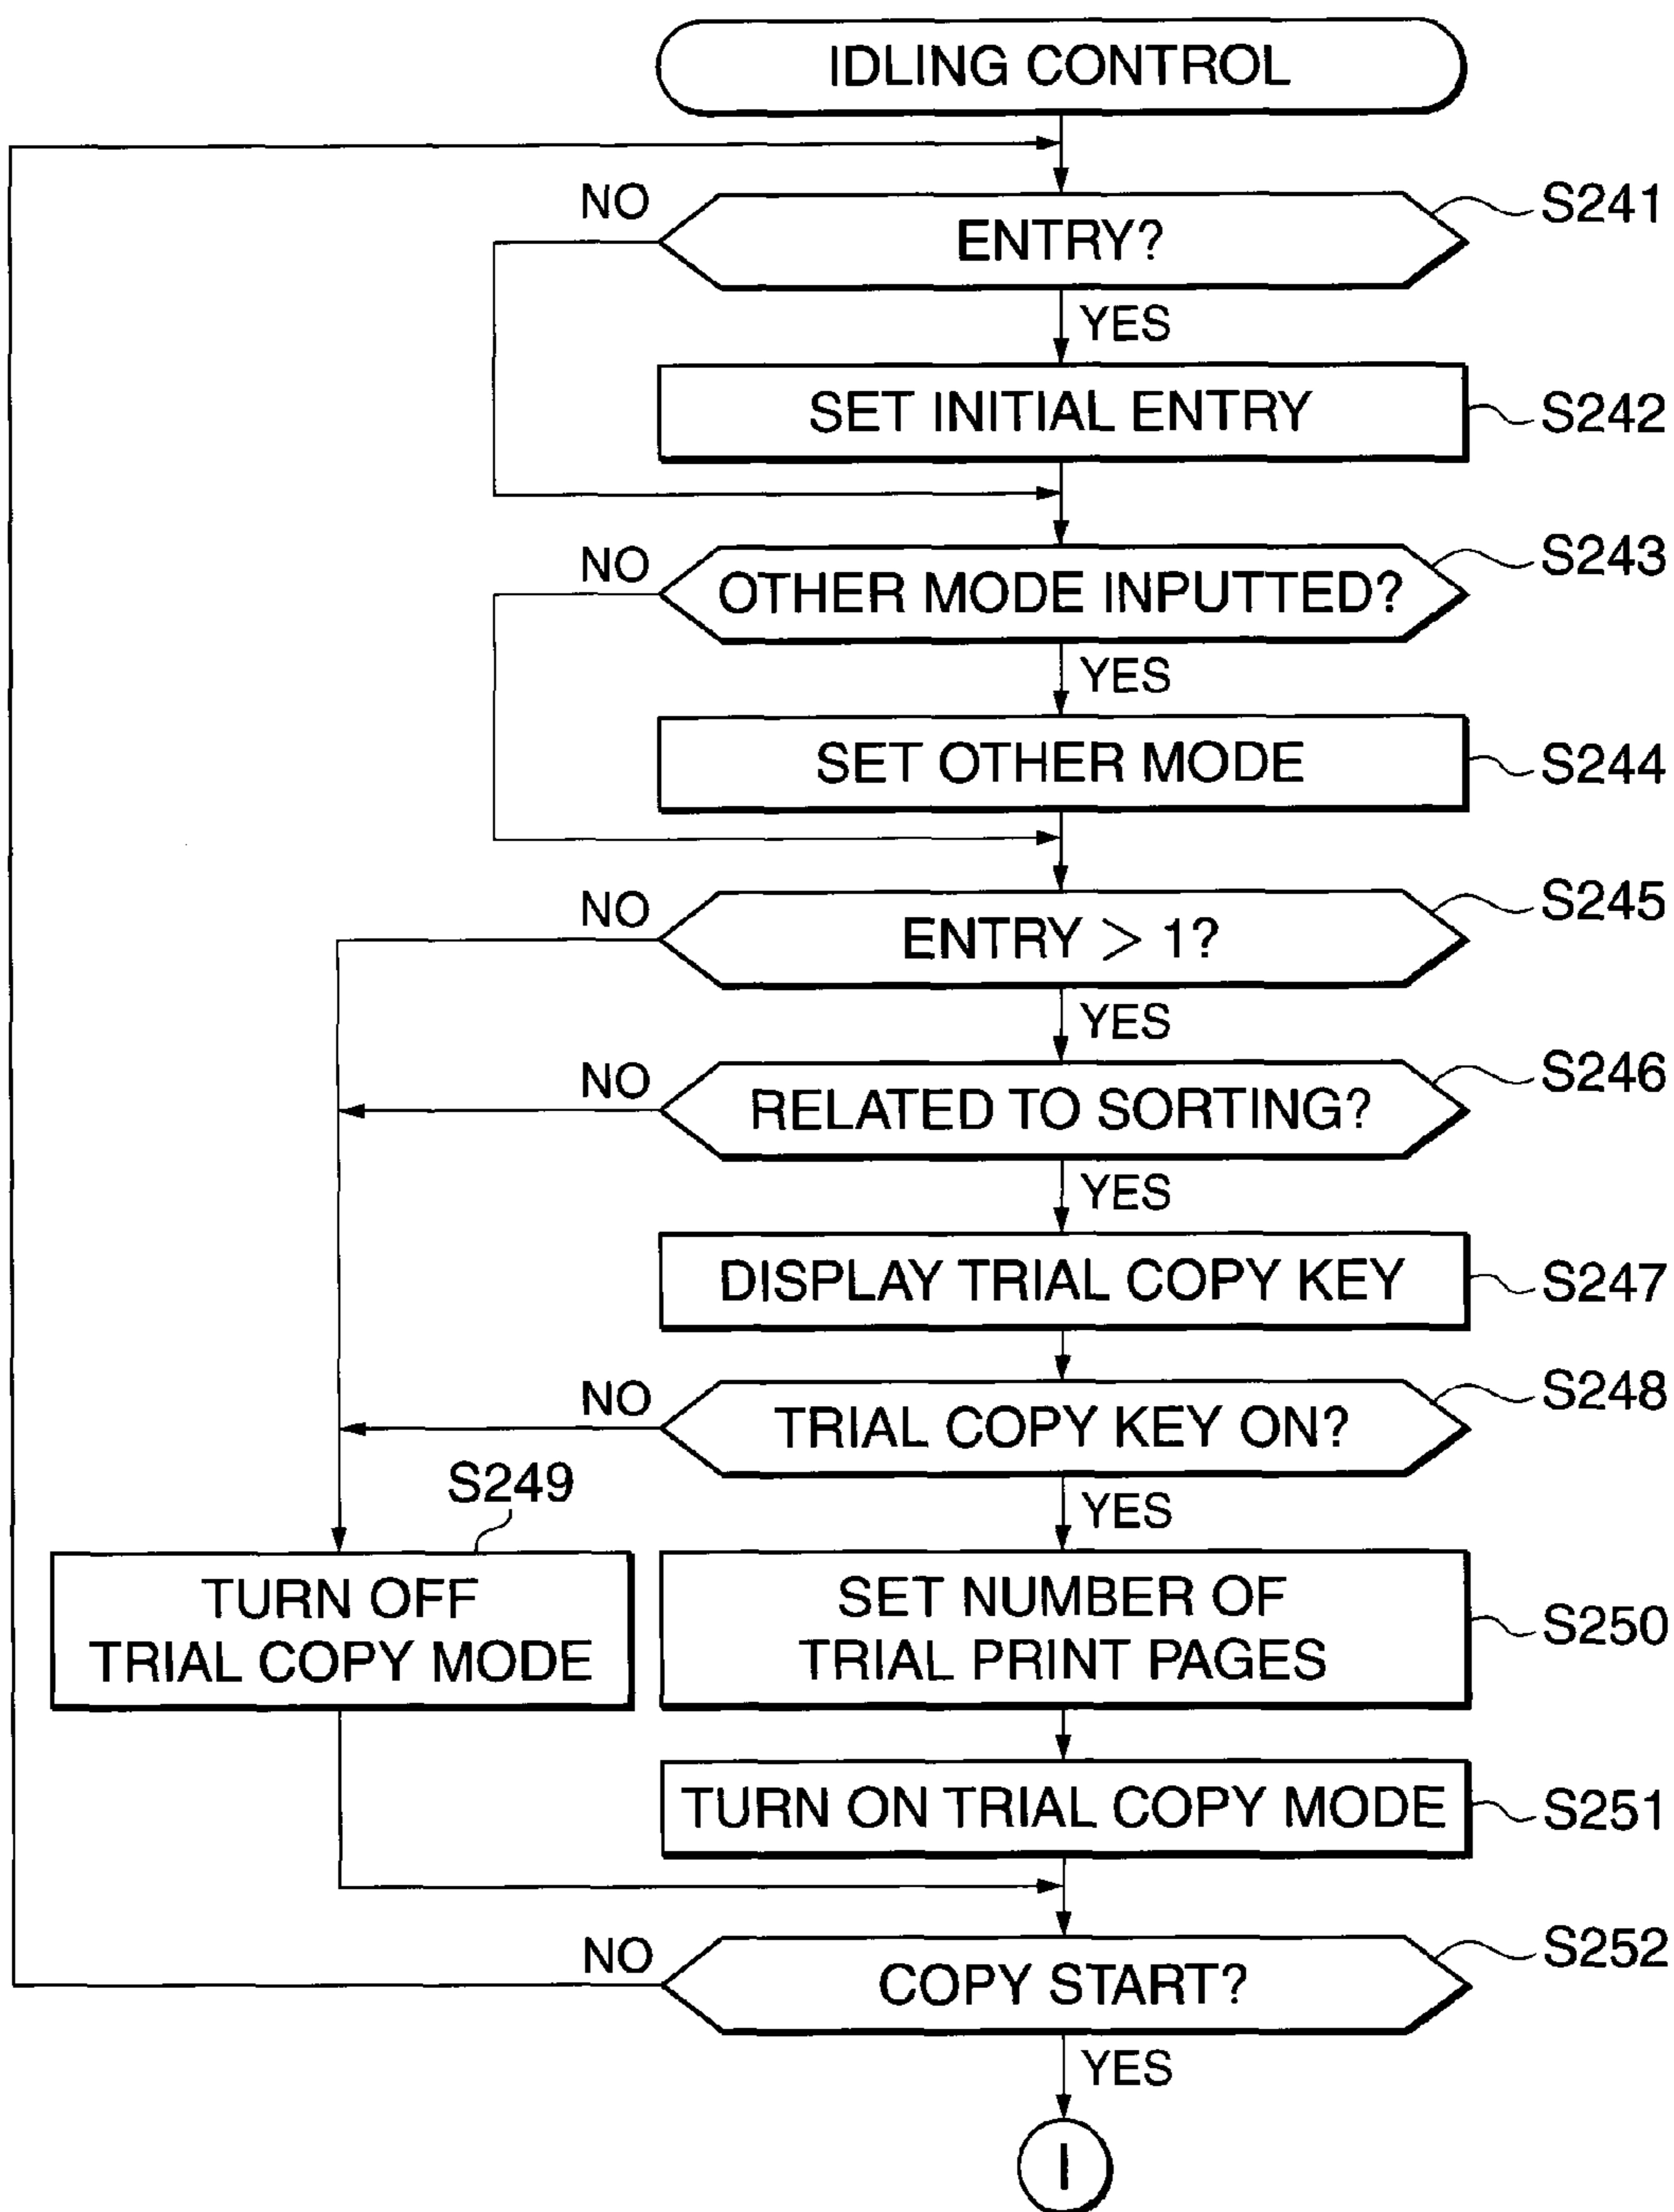 IDLING CONTROL
NO
ENTRY?
S241
YES
SET INITIAL ENTRY
S242
NO
OTHER MODE INPUTTED?
S243
YES
SET OTHER MODE
S244
NO
ENTRY > 1?
S245
YES
NO
RELATED TO SORTING?
S246
YES
DISPLAY TRIAL COPY KEY
S247
NO
TRIAL COPY KEY ON?
S248
S249
YES
TURN OFF
TRIAL COPY MODE
SET NUMBER OF
TRIAL PRINT PAGES
S250
TURN ON TRIAL COPY MODE
S251
NO
COPY START?
S252
YES
I